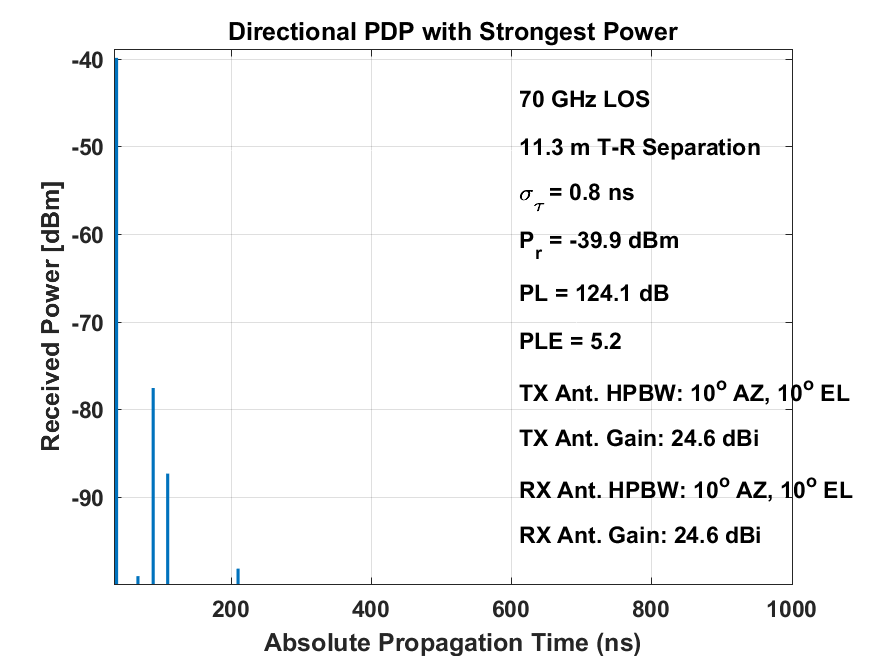 Directional PDP with Strongest Power
-40
-50
-60
-70
-80
-90
Received Power [dBm]
70 GHz LOS
11.3 m T-R Separation
σ_τ = 0.8 ns
P_r = -39.9 dBm
PL = 124.1 dB
PLE = 5.2
TX Ant. HPBW: 10° AZ, 10° EL
TX Ant. Gain: 24.6 dBi
RX Ant. HPBW: 10° AZ, 10° EL
RX Ant. Gain: 24.6 dBi
200 400 600 800 1000
Absolute Propagation Time (ns)